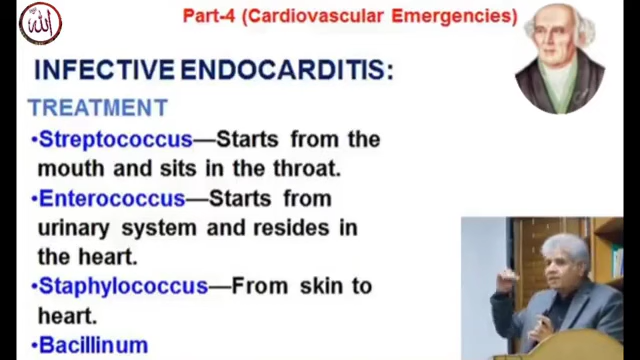 الله
Part-4 (Cardiovascular Emergencies)
INFECTIVE ENDOCARDITIS:
TREATMENT
•Streptococcus—Starts from the
mouth and sits in the throat.
•Enterococcus—Starts from
urinary system and resides in
the heart.
•Staphylococcus—From skin to
heart.
•Bacillinum